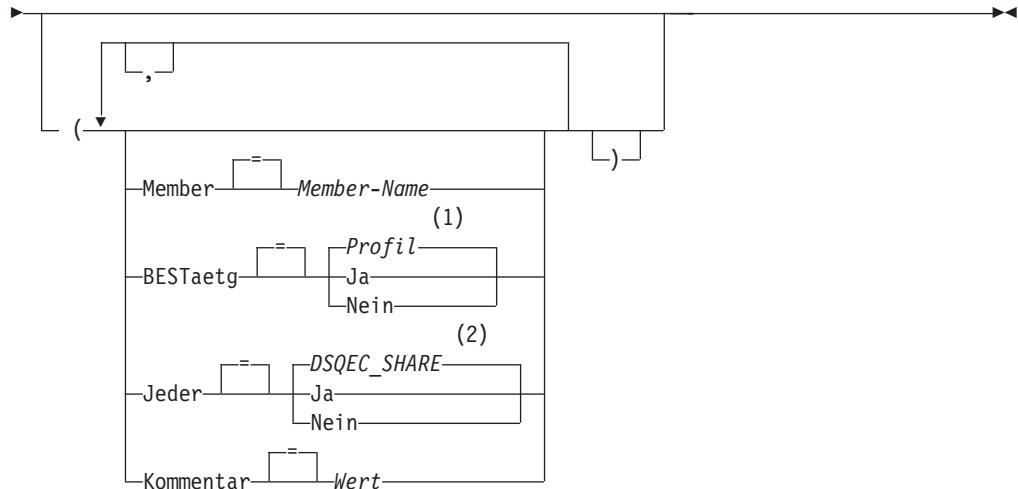 ,
(
)
=
Member Member-Name
(1)
= Profil
BESTaetg Ja
Nein
(2)
= DSQEC_SHARE
Jeder Ja
Nein
=
Kommentar Wert